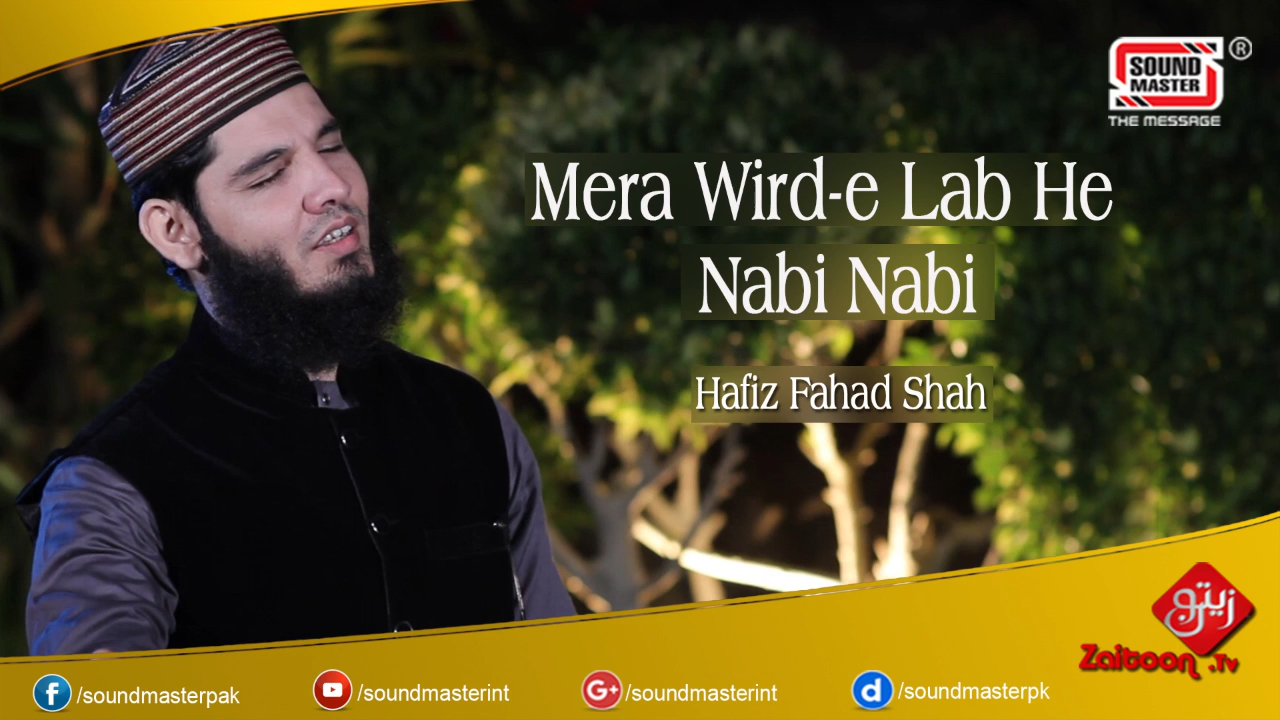 SOUND
MASTER
®
THE MESSAGE
Mera Wird-e Lab He
Nabi Nabi
Hafiz Fahad Shah
زیتون
Zaitoon.Tv
f /soundmasterpak
/soundmasterint
G+ /soundmasterint
d /soundmasterpk